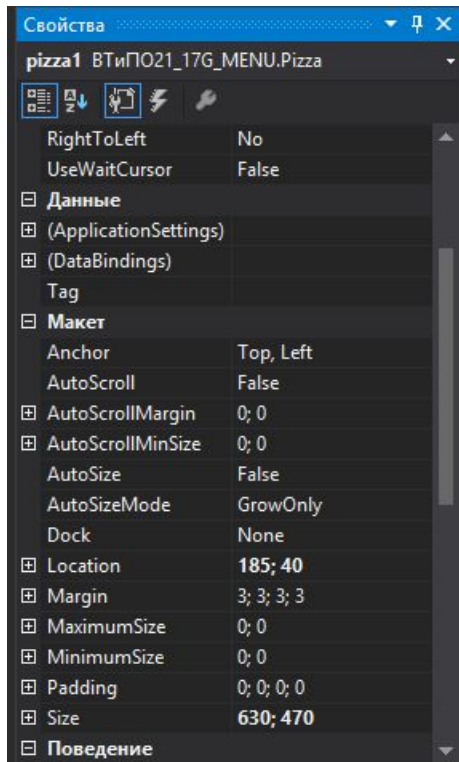 Свойства
pizza1 ВТиПО21_17G_MENU.Pizza
RightToLeft No
UseWaitCursor False
Данные
(ApplicationSettings)
(DataBindings)
Tag
Макет
Anchor Top, Left
AutoScroll False
AutoScrollMargin 0; 0
AutoScrollMinSize 0; 0
AutoSize False
AutoSizeMode GrowOnly
Dock None
Location 185; 40
Margin 3; 3; 3; 3
MaximumSize 0; 0
MinimumSize 0; 0
Padding 0; 0; 0; 0
Size 630; 470
Поведение